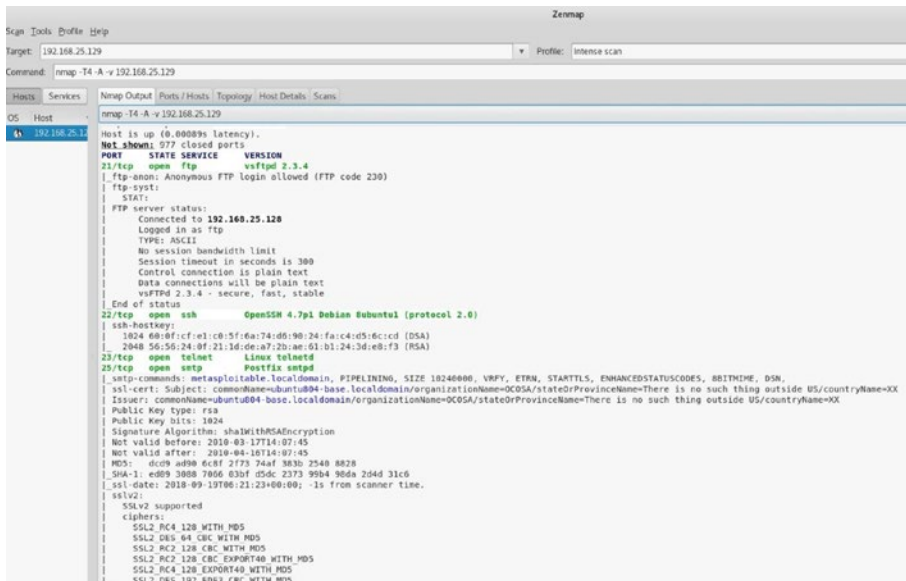 Zenmap
Scan Tools Profile Help
Target: 192.168.25.129 Profile: Intense scan
Command: nmap -T4 -A -v 192.168.25.129
Hosts Services Nmap Output Ports / Hosts Topology Host Details Scans
OS Host nmap -T4 -A -v 192.168.25.129
192.168.25.12
Host is up (0.00089s latency).
Not shown: 977 closed ports
PORT STATE SERVICE VERSION
21/tcp open ftp vsftpd 2.3.4
|_ftp-anon: Anonymous FTP login allowed (FTP code 230)
| ftp-syst:
| STAT:
| FTP server status:
| Connected to 192.168.25.128
| Logged in as ftp
| TYPE: ASCII
| No session bandwidth limit
| Session timeout in seconds is 300
| Control connection is plain text
| Data connections will be plain text
| vsFTPd 2.3.4 - secure, fast, stable
|_End of status
22/tcp open ssh OpenSSH 4.7p1 Debian 8ubuntu1 (protocol 2.0)
| ssh-hostkey:
| 1024 60:0f:cf:e1:c0:5f:6a:74:d6:90:24:fa:c4:d5:6c:cd (DSA)
|_ 2048 56:56:24:0f:21:1d:de:a7:2b:ae:61:b1:24:3d:e8:f3 (RSA)
23/tcp open telnet Linux telnetd
25/tcp open smtp Postfix smtpd
|_smtp-commands: metasploitable.localdomain, PIPELINING, SIZE 10240000, VRFY, ETRN, STARTTLS, ENHANCEDSTATUSCODES, 8BITMIME, DSN,
| ssl-cert: Subject: commonName=ubuntu804-base.localdomain/organizationName=OCOSA/stateOrProvinceName=There is no such thing outside US/countryName=XX
| Issuer: commonName=ubuntu804-base.localdomain/organizationName=OCOSA/stateOrProvinceName=There is no such thing outside US/countryName=XX
| Public Key type: rsa
| Public Key bits: 1024
| Signature Algorithm: sha1WithRSAEncryption
| Not valid before: 2010-03-17T14:07:45
| Not valid after: 2010-04-16T14:07:45
| MD5: dcd9 ad90 6c8f 2f73 74af 383b 2540 8828
|_SHA-1: ed09 3088 7066 03bf d5dc 2373 99b4 98da 2d4d 31c6
|_ssl-date: 2018-09-19T06:21:23+00:00; -1s from scanner time.
| sslv2:
| SSLv2 supported
| ciphers:
| SSL2_RC4_128_WITH_MD5
| SSL2_DES_64_CBC_WITH_MD5
| SSL2_RC2_128_CBC_WITH_MD5
| SSL2_RC2_128_CBC_EXPORT40_WITH_MD5
| SSL2_RC4_128_EXPORT40_WITH_MD5
| SSL2_DES_192_EDE3_CBC_WITH_MD5